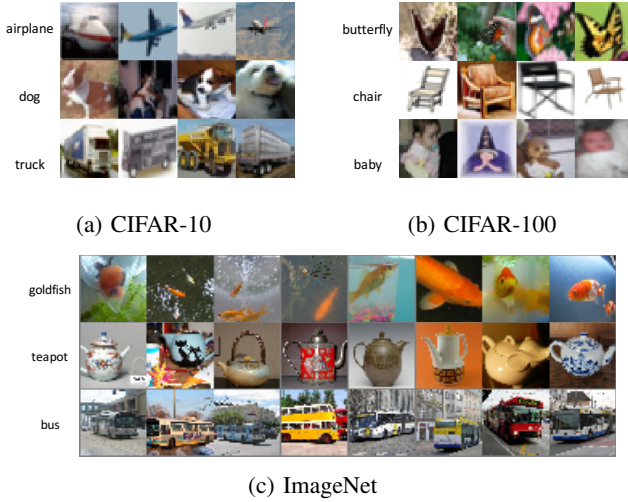 airplane
dog
truck
(a) CIFAR-10
butterfly
chair
baby
(b) CIFAR-100
goldfish
teapot
bus
(c) ImageNet